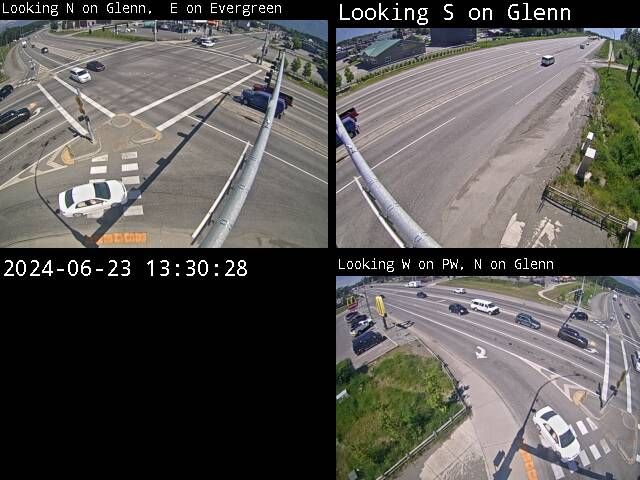 Looking N on Glenn, E on Evergreen
Looking S on Glenn
2024-06-23 13:30:28
Looking W on PW, N on Glenn